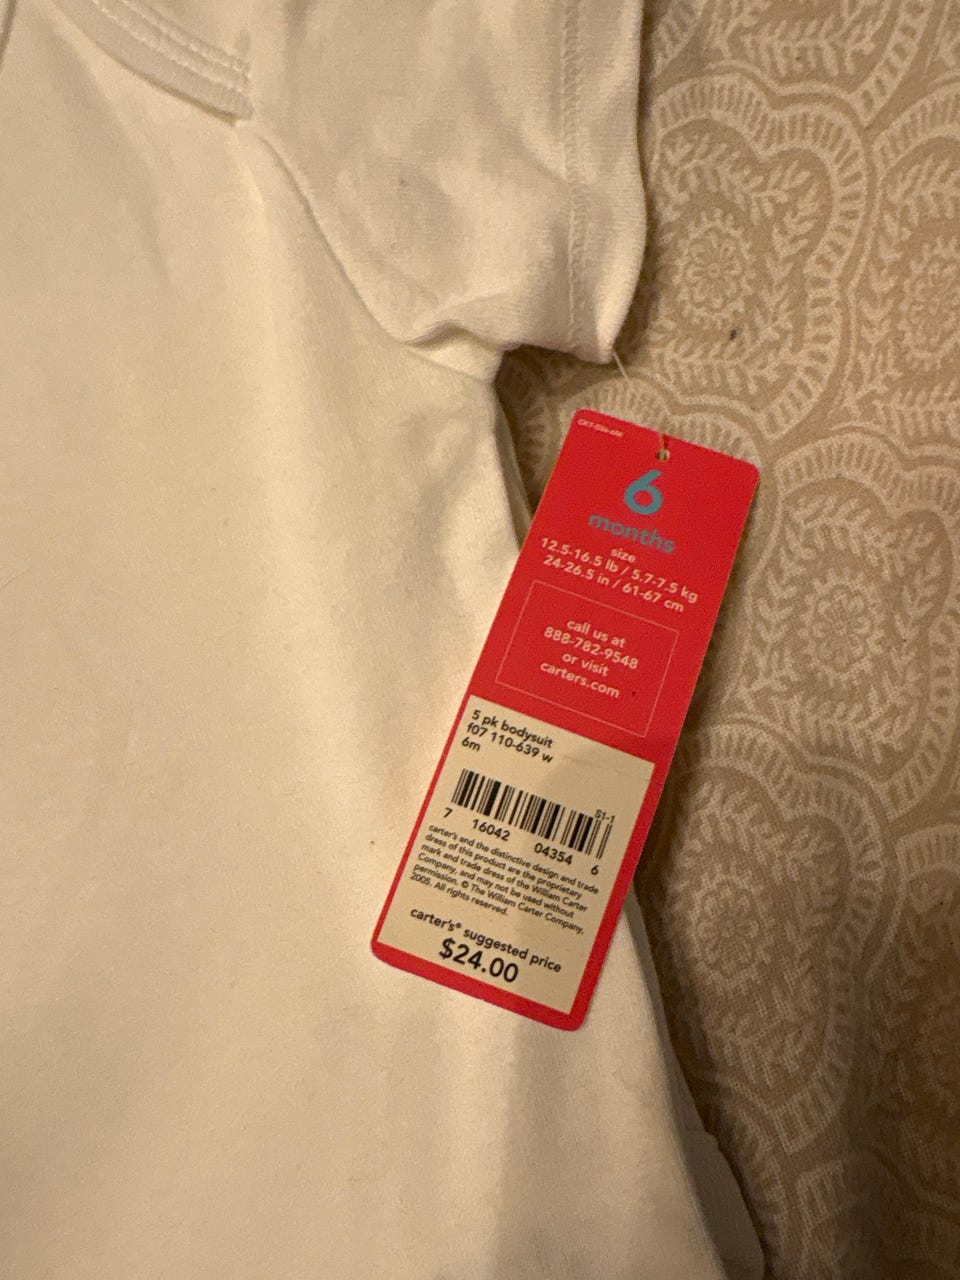 6
months
size
12.5-16.5 lb / 5.7-7.5 kg
24-26.5 in / 61-67 cm
call us at
888-782-9548
or visit
carters.com
5 pk bodysuit
f07 110-639 w
6m
S1-1
7 16042 04354 6
carter's and the distinctive design and trade
dress of this product are the proprietary
mark and trade dress of the William Carter
Company, and may not be used without
permission. © The William Carter Company,
2005. All rights reserved.
carter's® suggested price
$24.00